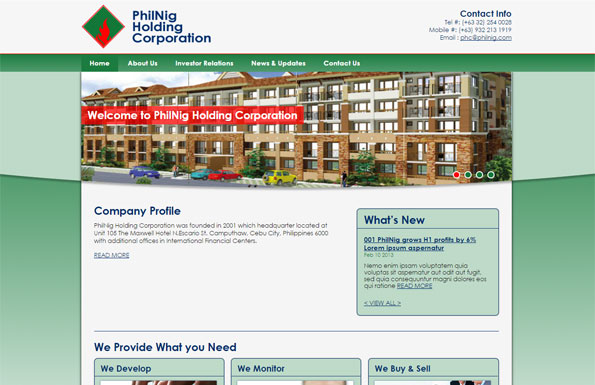 PhilNig
Holding
Corporation
Contact Info
Tel #: (+63 32) 254 0028
Mobile #: (+63) 932 213 1919
Email : phc@philnig.com
Home
About Us
Investor Relations
News & Updates
Contact Us
Welcome to PhilNig Holding Corporation
Company Profile
PhilNig Holding Corporation was founded in 2001 which headquarter located at
Unit 105 The Maxwell Hotel N.Escario St. Camputhaw, Cebu City, Philippines 6000
with additional offices in International Financial Centers.
READ MORE
What's New
001 PhilNig grows H1 profits by 6%
Lorem ipsum aspernatur
Feb 10 2013
Nemo enim ipsam voluptatem quia
voluptas sit aspernatur aut odit aut fugit,
sed quia consequuntur magni dolores eos
qui ratione READ MORE
< VIEW ALL >
We Provide What you Need
We Develop
We Monitor
We Buy & Sell